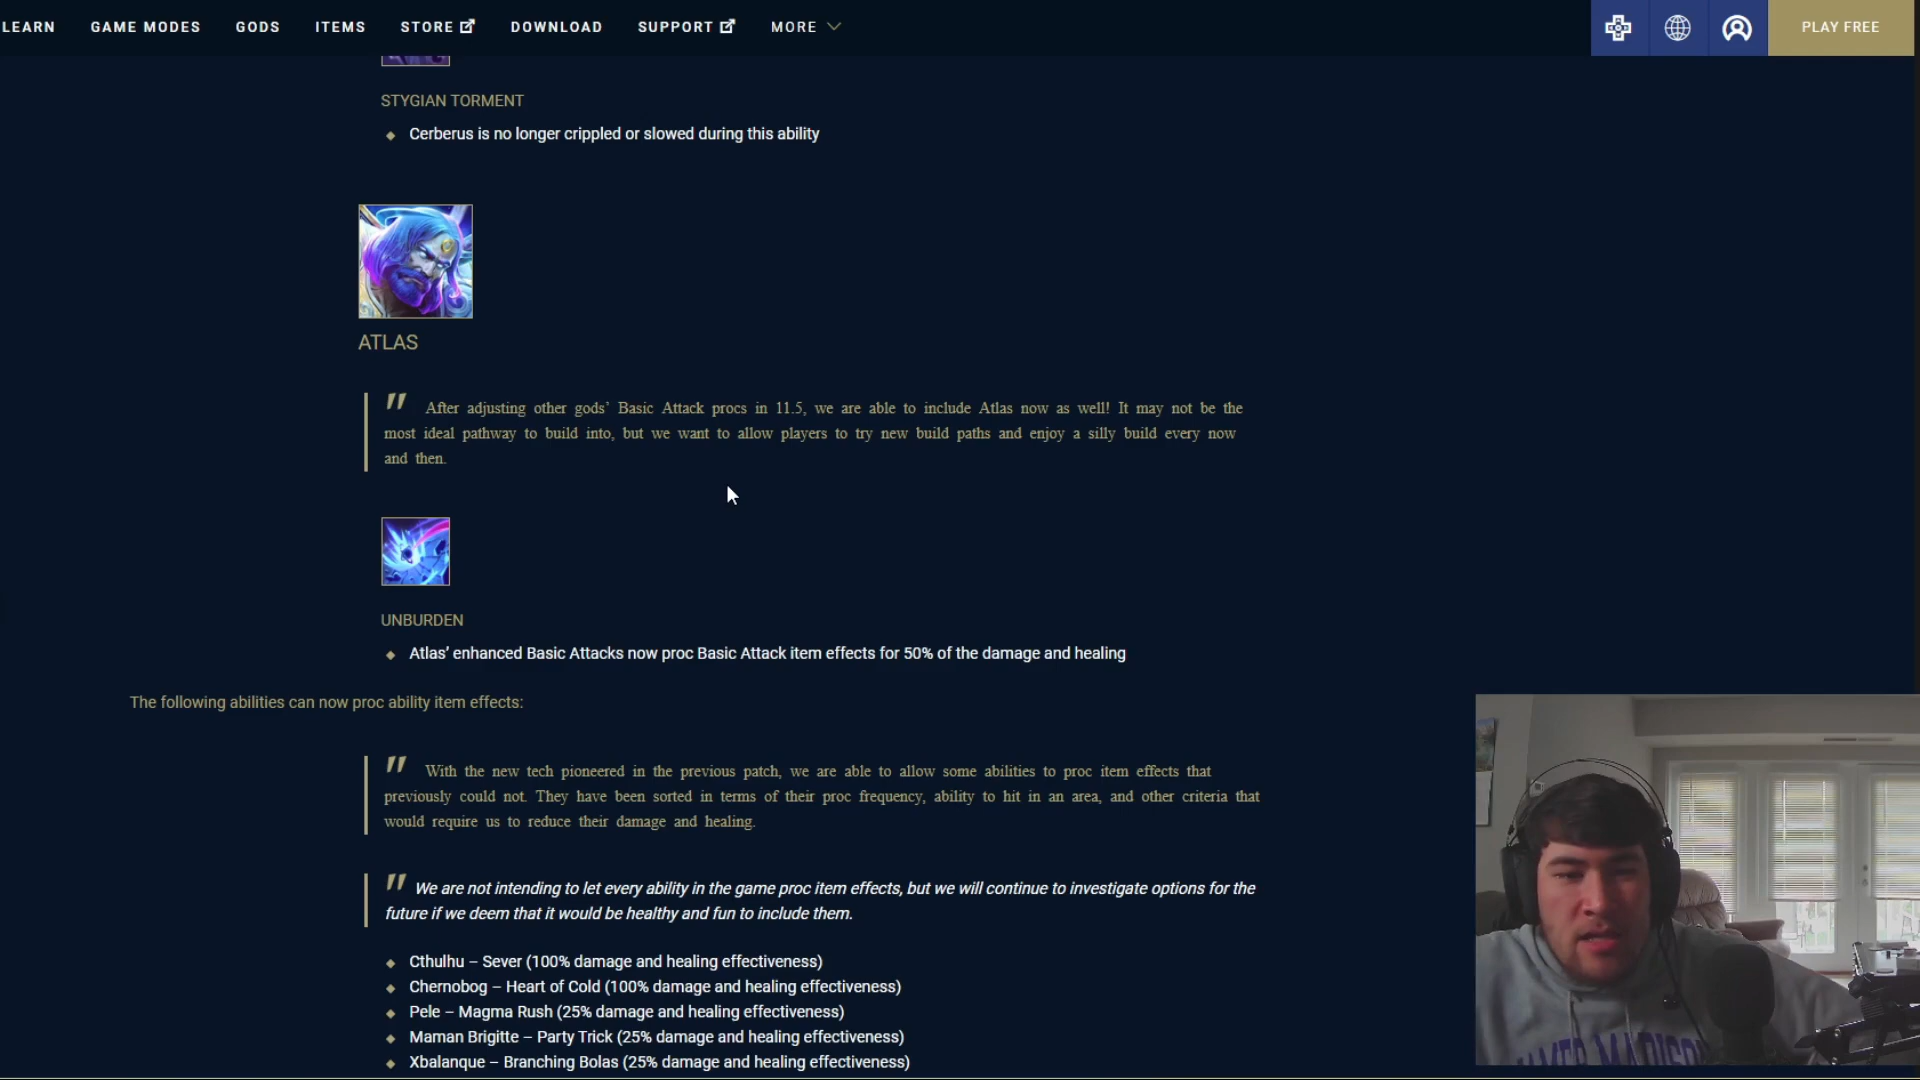 LEARN GAME MODES GODS ITEMS STORE DOWNLOAD SUPPORT MORE PLAY FREE
STYGIAN TORMENT
Cerberus is no longer crippled or slowed during this ability
ATLAS
" After adjusting other gods' Basic Attack procs in 11.5, we are able to include Atlas now as well! It may not be the
most ideal pathway to build into, but we want to allow players to try new build paths and enjoy a silly build every now
and then.
UNBURDEN
Atlas' enhanced Basic Attacks now proc Basic Attack item effects for 50% of the damage and healing
The following abilities can now proc ability item effects:
" With the new tech pioneered in the previous patch, we are able to allow some abilities to proc item effects that
previously could not. They have been sorted in terms of their proc frequency, ability to hit in an area, and other criteria that
would require us to reduce their damage and healing.
" We are not intending to let every ability in the game proc item effects, but we will continue to investigate options for the
future if we deem that it would be healthy and fun to include them.
Cthulhu – Sever (100% damage and healing effectiveness)
Chernobog – Heart of Cold (100% damage and healing effectiveness)
Pele – Magma Rush (25% damage and healing effectiveness)
Maman Brigitte – Party Trick (25% damage and healing effectiveness)
Xbalanque – Branching Bolas (25% damage and healing effectiveness)